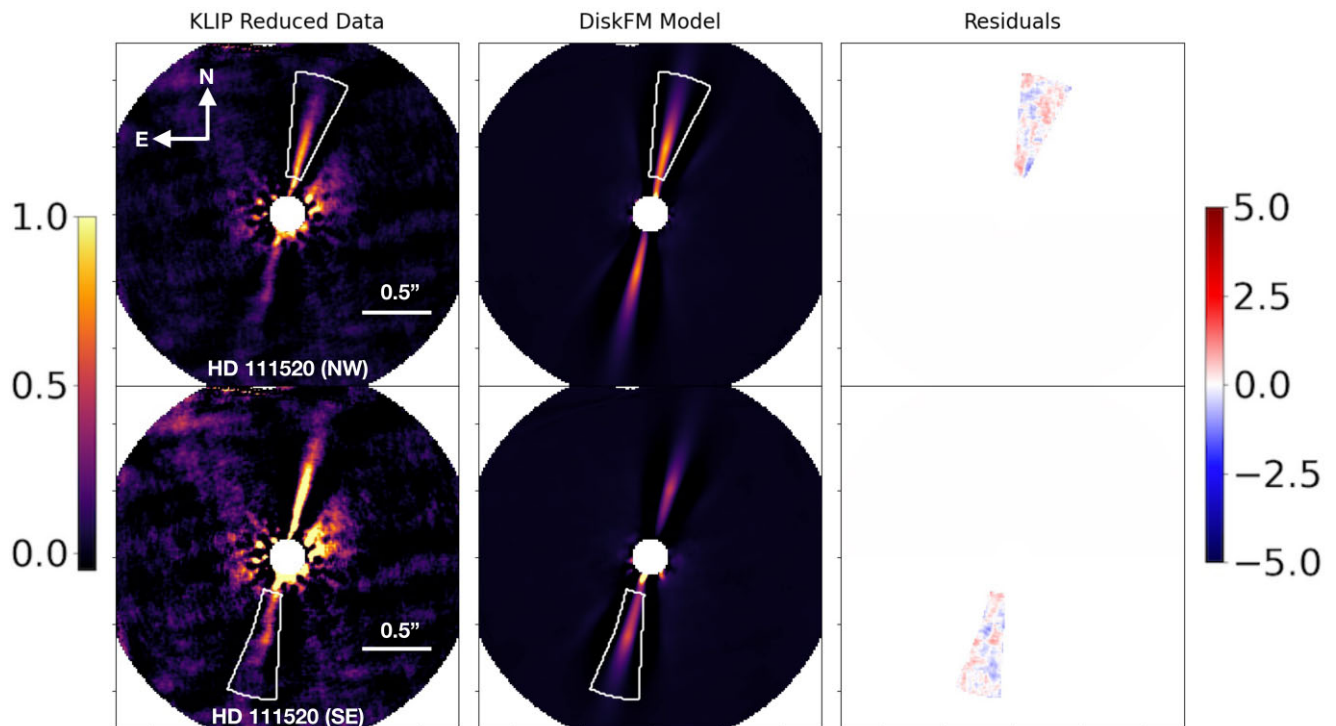 KLIP Reduced Data
DiskFM Model
Residuals
N
E
0.5”
HD 111520 (NW)
1.0
0.5
0.0
5.0
2.5
0.0
−2.5
−5.0
0.5”
HD 111520 (SE)